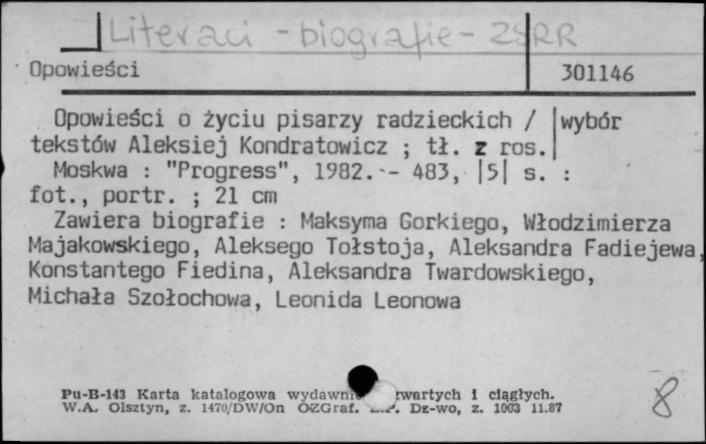 Literaci - biografie - ZSRR
Opowieści
301146
Opowieści o życiu pisarzy radzieckich / |wybór
tekstów Aleksiej Kondratowicz ; tł. z ros.|
Moskwa : "Progress", 1982. - 483, |5| s. :
fot., portr. ; 21 cm
Zawiera biografie : Maksyma Gorkiego, Włodzimierza
Majakowskiego, Aleksego Tołstoja, Aleksandra Fadiejewa,
Konstantego Fiedina, Aleksandra Twardowskiego,
Michała Szołochowa, Leonida Leonowa
Pu-B-143 Karta katalogowa ciągłych.
W.A. Olsztyn, z. 1470/DW/On OZGraf. Dz-wo, z. 1003 11.87
8